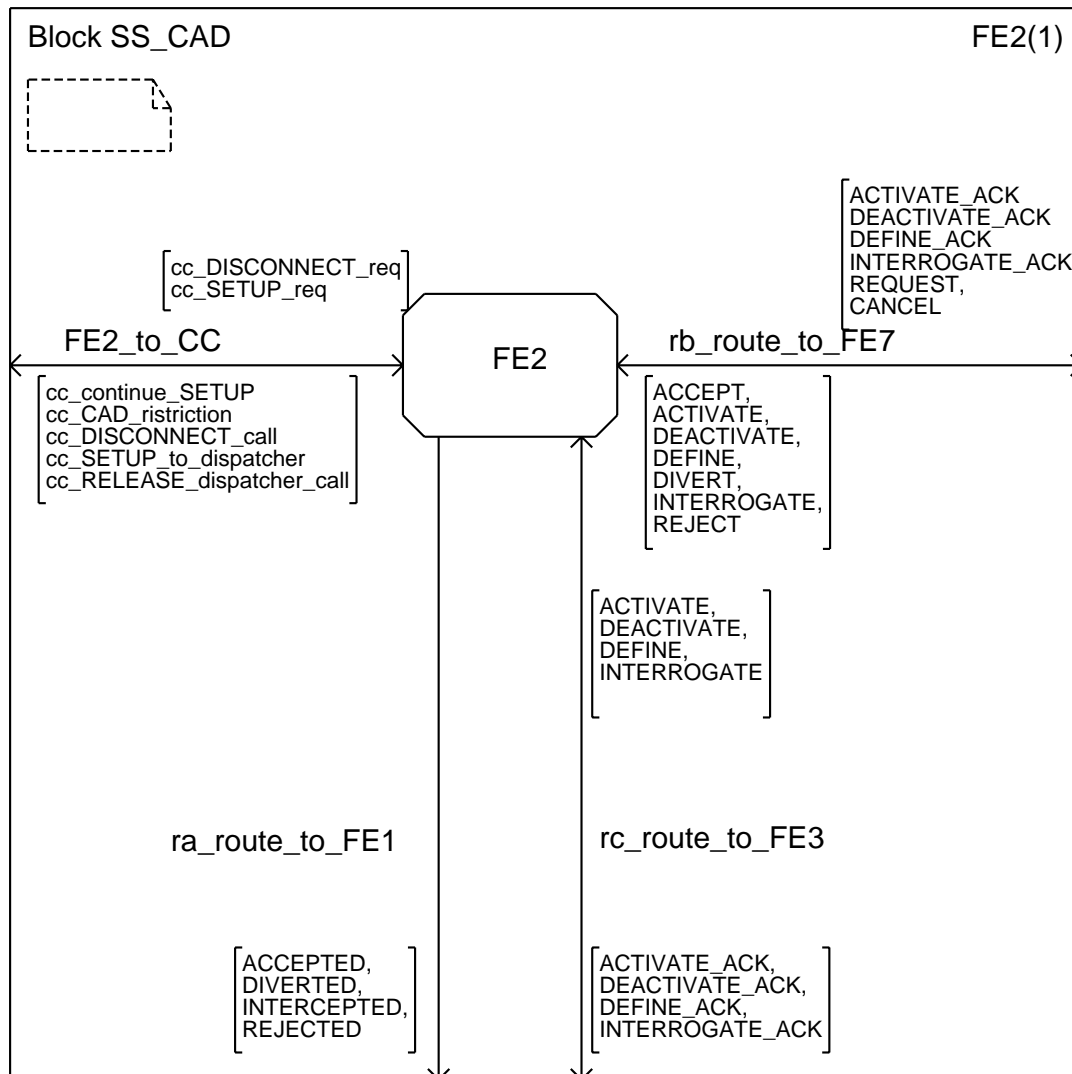 Block SS_CAD
FE2(1)
ACTIVATE_ACK
DEACTIVATE_ACK
DEFINE_ACK
INTERROGATE_ACK
REQUEST,
CANCEL
cc_DISCONNECT_req
cc_SETUP_req
FE2_to_CC
FE2
rb_route_to_FE7
cc_continue_SETUP
cc_CAD_ristriction
cc_DISCONNECT_call
cc_SETUP_to_dispatcher
cc_RELEASE_dispatcher_call
ACCEPT,
ACTIVATE,
DEACTIVATE,
DEFINE,
DIVERT,
INTERROGATE,
REJECT
ACTIVATE,
DEACTIVATE,
DEFINE,
INTERROGATE
ra_route_to_FE1
rc_route_to_FE3
ACCEPTED,
DIVERTED,
INTERCEPTED,
REJECTED
ACTIVATE_ACK,
DEACTIVATE_ACK,
DEFINE_ACK,
INTERROGATE_ACK